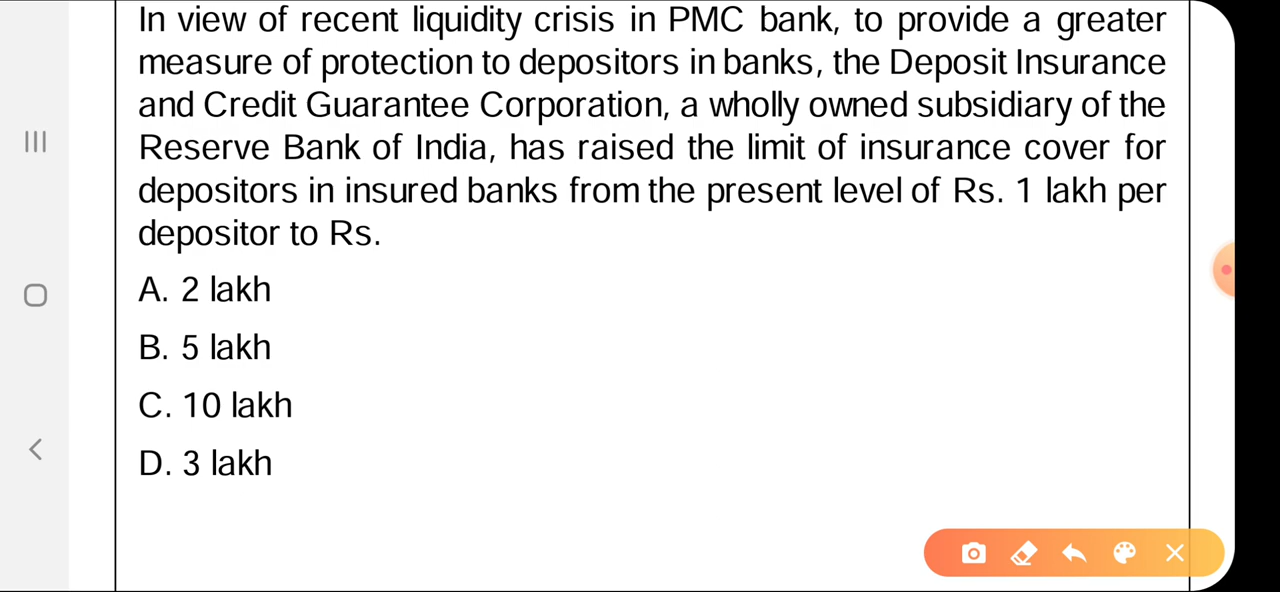 In view of recent liquidity crisis in PMC bank, to provide a greater
measure of protection to depositors in banks, the Deposit Insurance
and Credit Guarantee Corporation, a wholly owned subsidiary of the
Reserve Bank of India, has raised the limit of insurance cover for
depositors in insured banks from the present level of Rs. 1 lakh per
depositor to Rs.
A. 2 lakh
B. 5 lakh
C. 10 lakh
D. 3 lakh